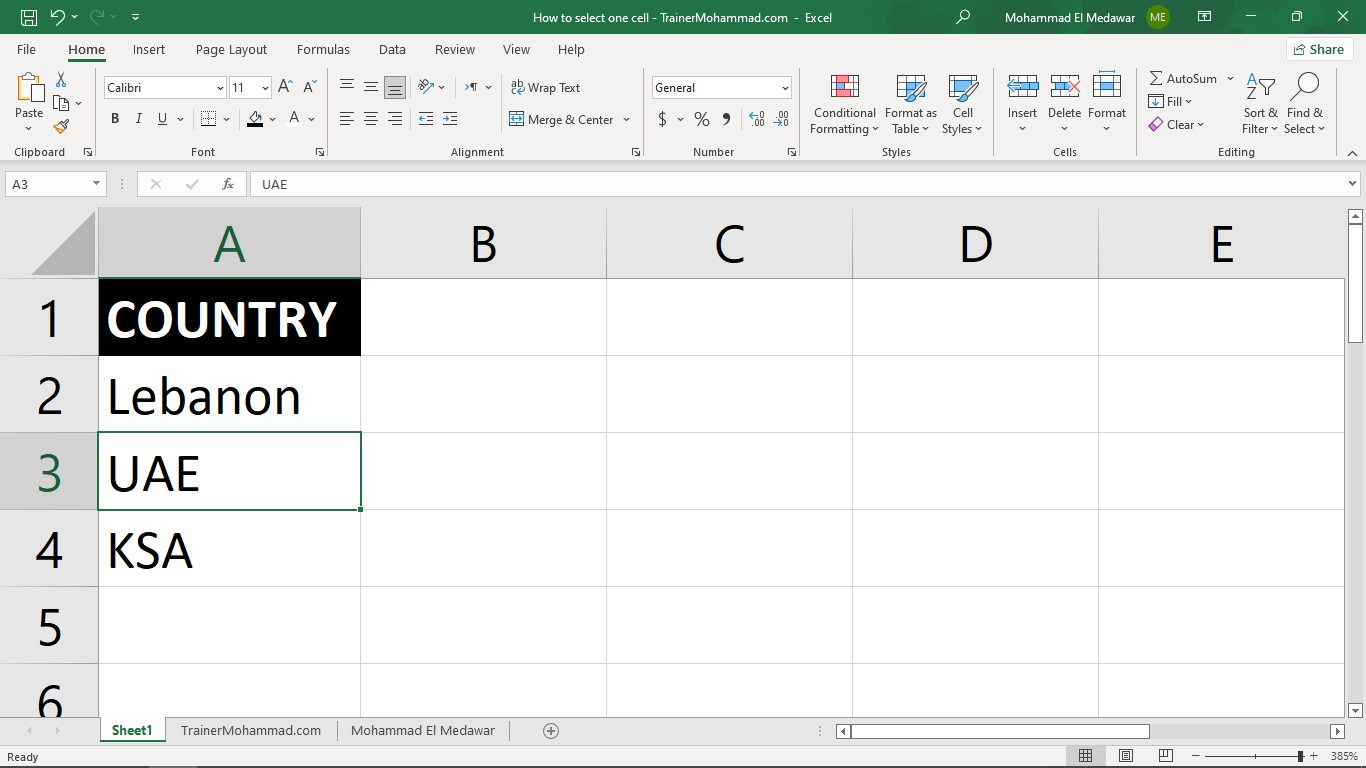 How to select one cell - TrainerMohammad.com - Excel
Mohammad El Medawar ME
File Home Insert Page Layout Formulas Data Review View Help Share
Paste
Calibri 11
B I U A
Wrap Text
Merge & Center
General
$ % 9
Conditional Formatting
Format as Table
Cell Styles
Insert Delete Format
AutoSum
Fill
Clear
Sort & Filter
Find & Select
Clipboard Font Alignment Number Styles Cells Editing
A3 fx UAE
A B C D E
1 COUNTRY
2 Lebanon
3 UAE
4 KSA
5
6
Sheet1 TrainerMohammad.com Mohammad El Medawar
Ready 385%